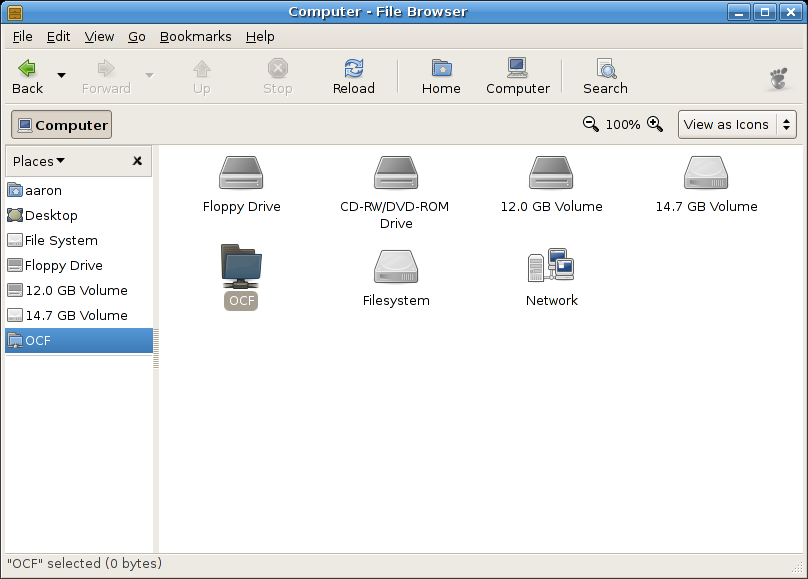 Computer - File Browser
File Edit View Go Bookmarks Help
Back Forward Up Stop Reload Home Computer Search
Computer 100% View as Icons
Places
aaron
Desktop
File System
Floppy Drive
12.0 GB Volume
14.7 GB Volume
OCF
Floppy Drive
CD-RW/DVD-ROM
Drive
12.0 GB Volume
14.7 GB Volume
OCF
Filesystem
Network
"OCF" selected (0 bytes)